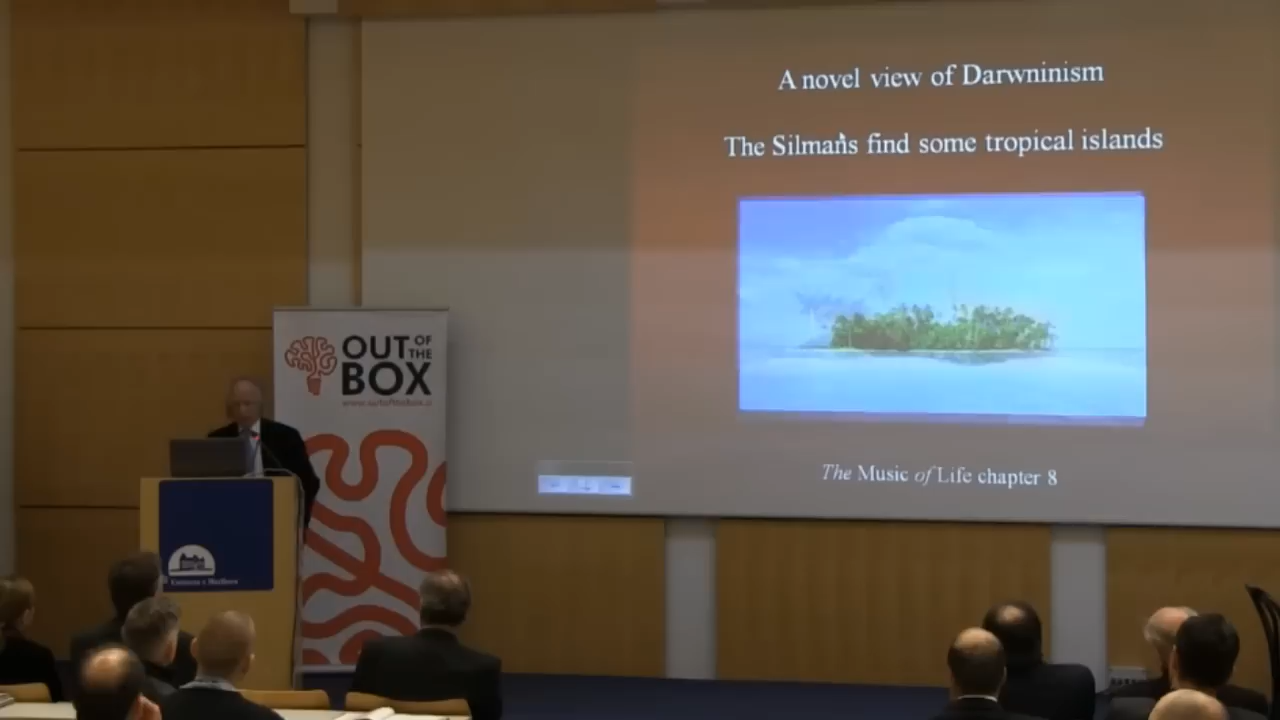 A novel view of Darwninism
The Silmans find some tropical islands
The Music of Life chapter 8
OUT OF THE
BOX